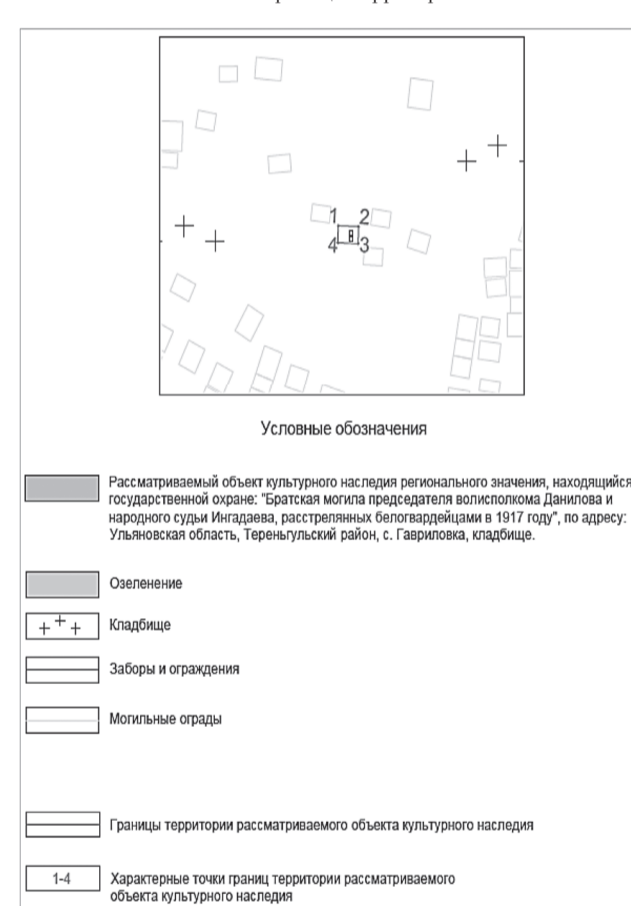 1 2
4 3
Условные обозначения
Рассматриваемый объект культурного наследия регионального значения, находящийся
государственной охране: "Братская могила председателя волисполкома Данилова и
народного судьи Ингадаева, расстрелянных белогвардейцами в 1917 году", по адресу:
Ульяновская область, Тереньгульский район, с. Гавриловка, кладбище.
Озеленение
Кладбище
Заборы и ограждения
Могильные ограды
Границы территории рассматриваемого объекта культурного наследия
1-4 Характерные точки границ территории рассматриваемого
объекта культурного наследия